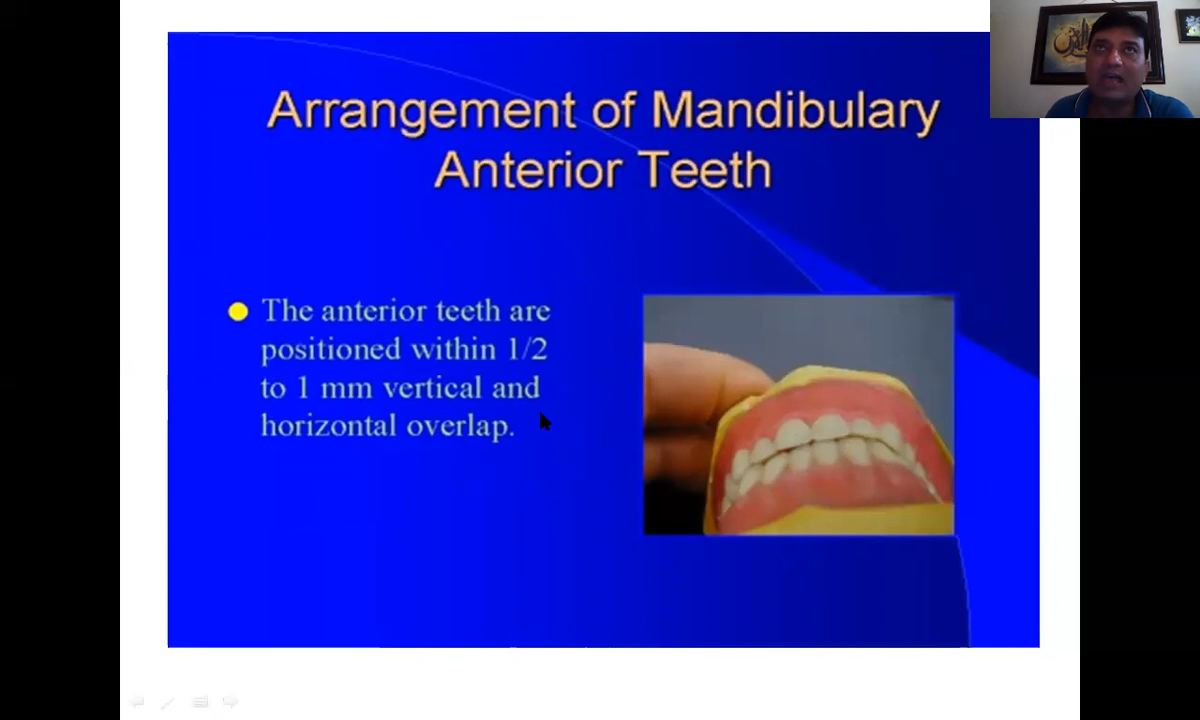 Arrangement of Mandibulary
Anterior Teeth
The anterior teeth are
positioned within 1/2
to 1 mm vertical and
horizontal overlap.